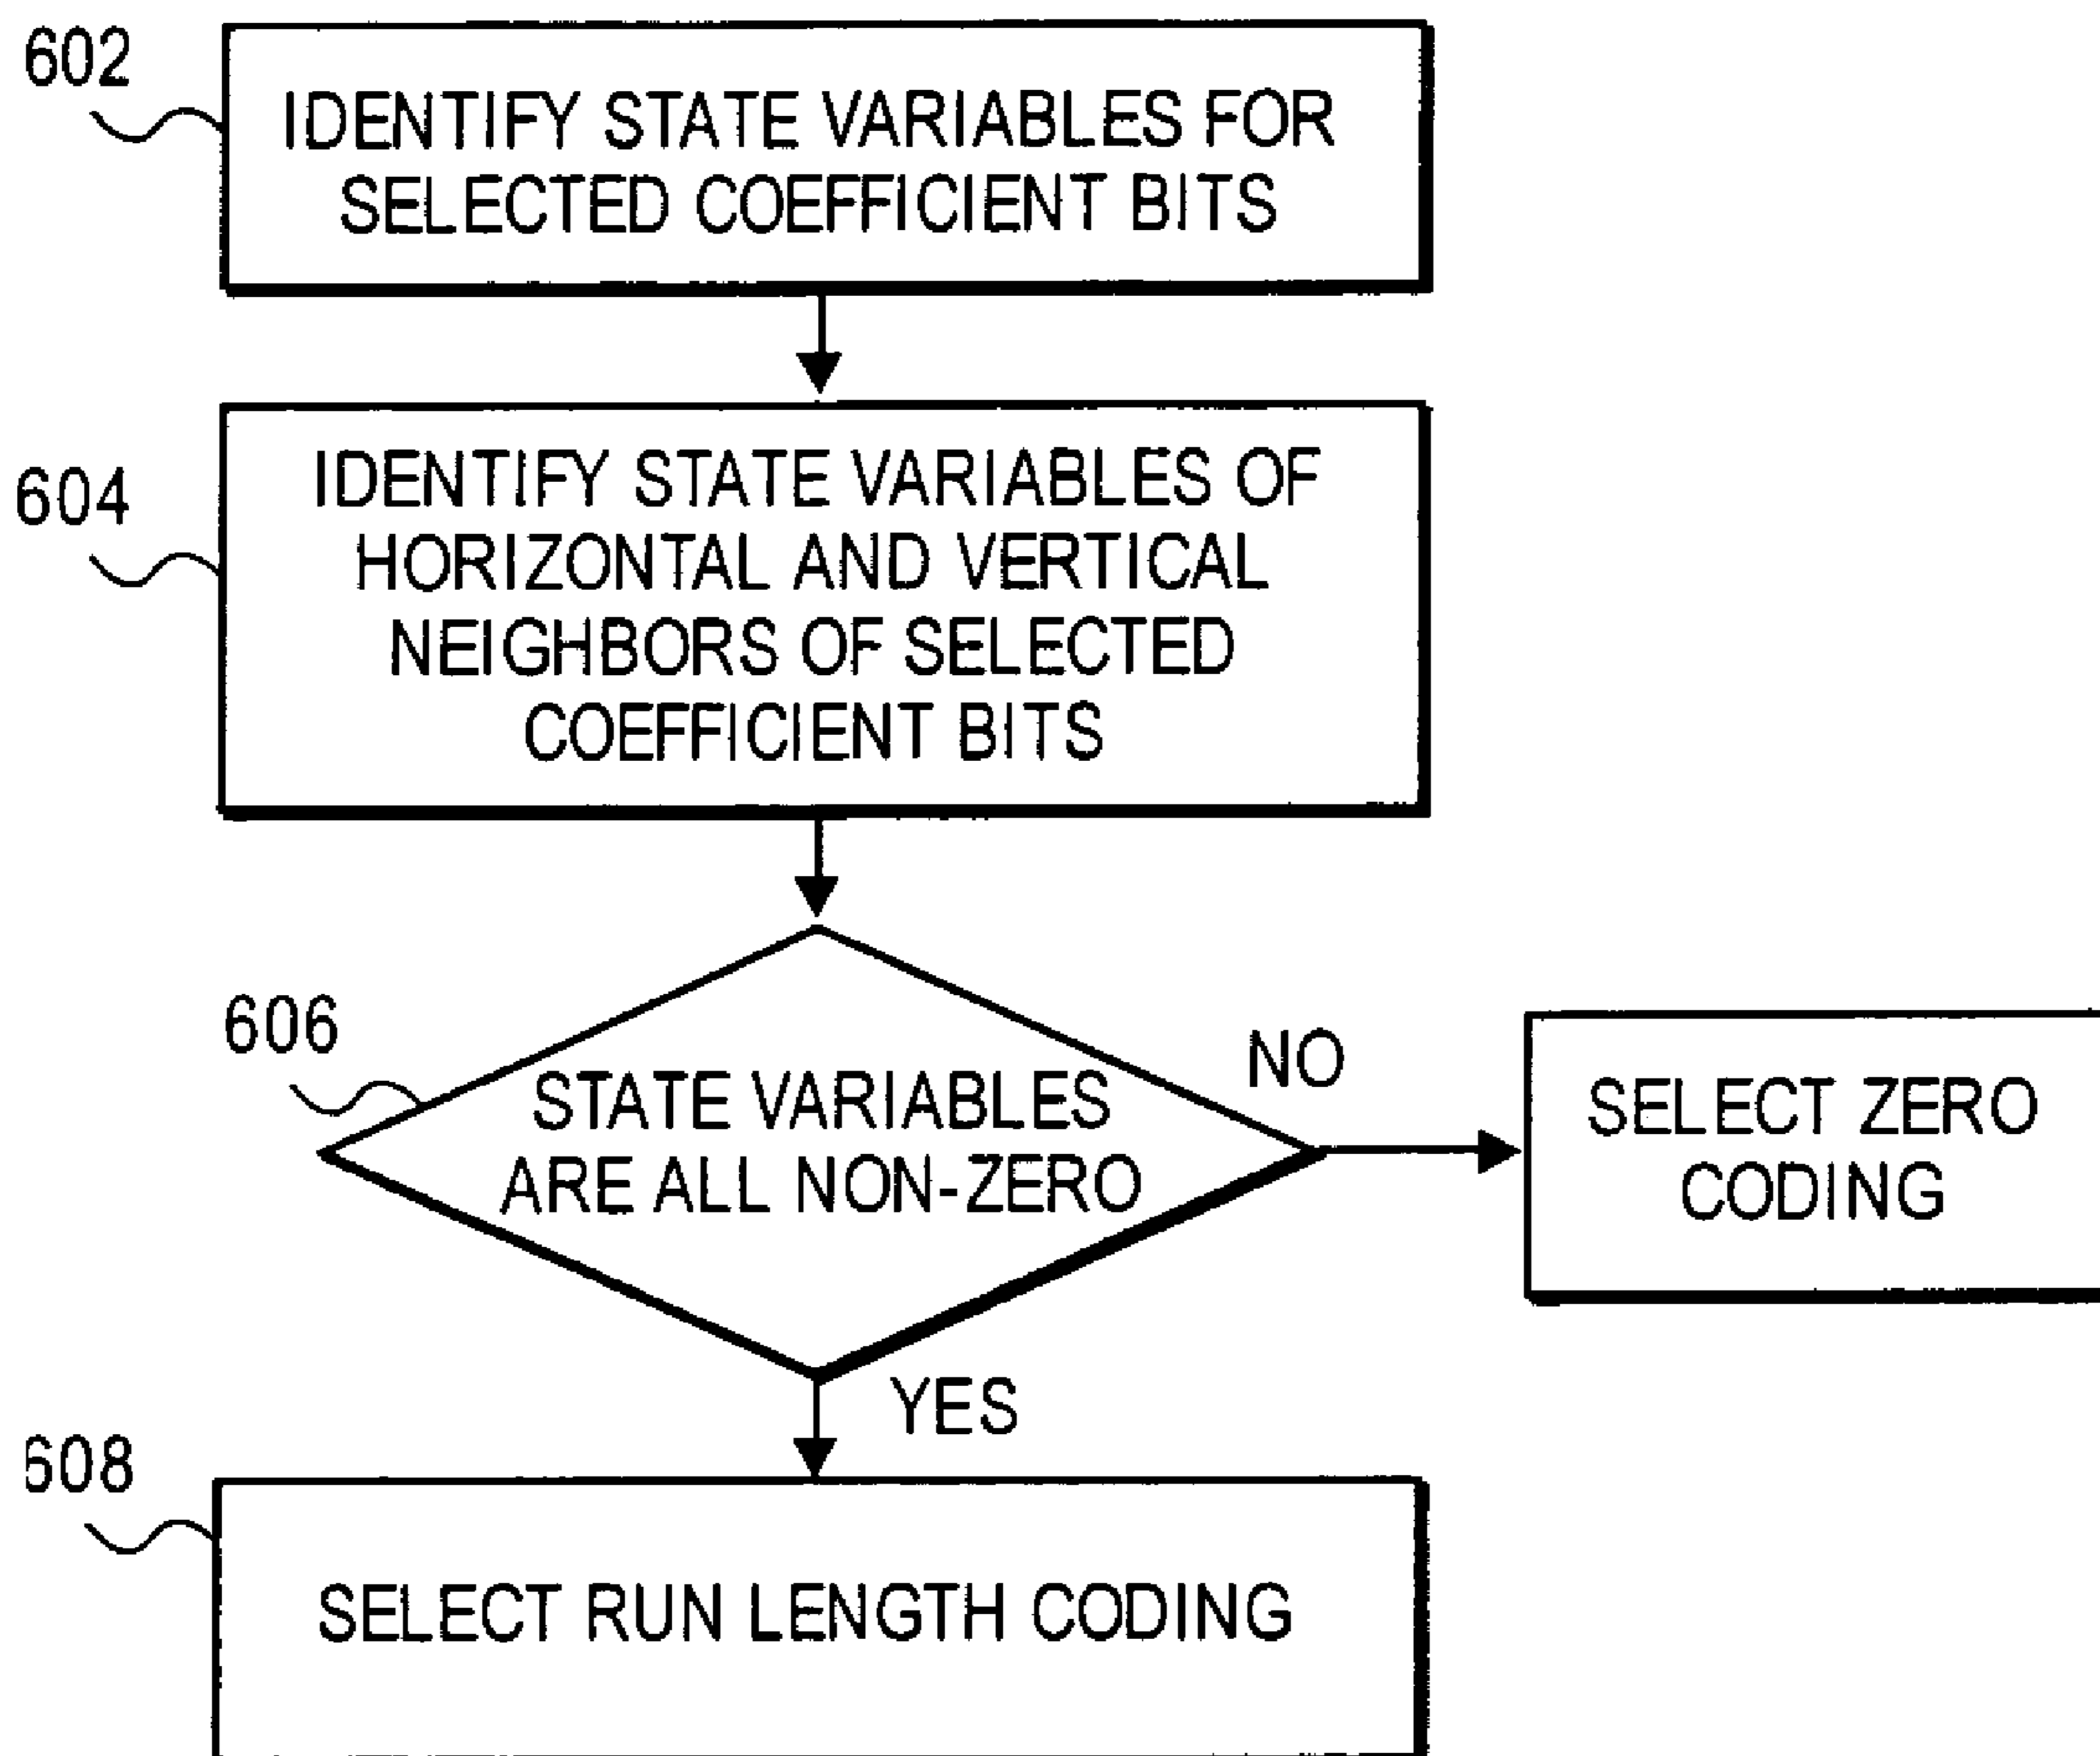 602
IDENTIFY STATE VARIABLES FOR
SELECTED COEFFICIENT BITS
604
IDENTIFY STATE VARIABLES OF
HORIZONTAL AND VERTICAL
NEIGHBORS OF SELECTED
COEFFICIENT BITS
606
STATE VARIABLES
ARE ALL NON-ZERO
NO
SELECT ZERO
CODING
YES
608
SELECT RUN LENGTH CODING